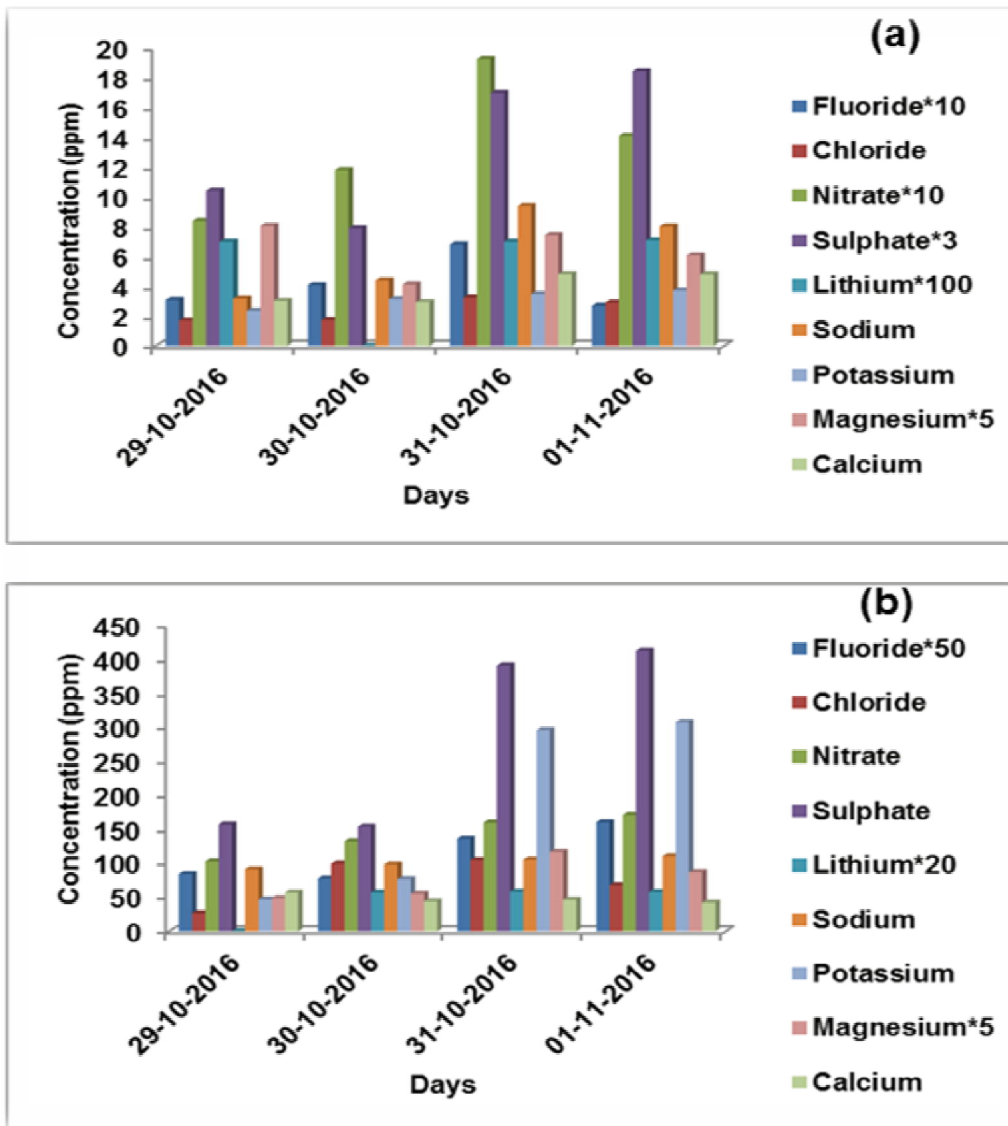 (a)
Concentration (ppm)
20
18
16
14
12
10
8
6
4
2
0
29-10-2016
30-10-2016
31-10-2016
01-11-2016
Days
Fluoride*10
Chloride
Nitrate*10
Sulphate*3
Lithium*100
Sodium
Potassium
Magnesium*5
Calcium
(b)
Concentration (ppm)
450
400
350
300
250
200
150
100
50
0
29-10-2016
30-10-2016
31-10-2016
01-11-2016
Days
Fluoride*50
Chloride
Nitrate
Sulphate
Lithium*20
Sodium
Potassium
Magnesium*5
Calcium